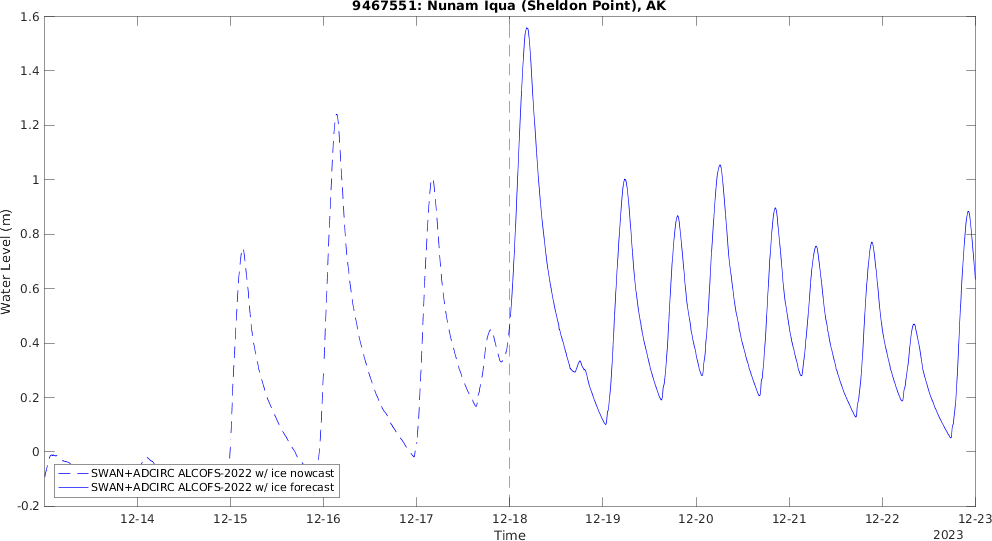 9467551: Nunam Iqua (Sheldon Point), AK
1.6
1.4
1.2
1
0.8
0.6
0.4
0.2
0
-0.2
Water Level (m)
SWAN+ADCIRC ALCOFS-2022 w/ ice nowcast
SWAN+ADCIRC ALCOFS-2022 w/ ice forecast
12-14 12-15 12-16 12-17 12-18 12-19 12-20 12-21 12-22 12-23
Time
2023